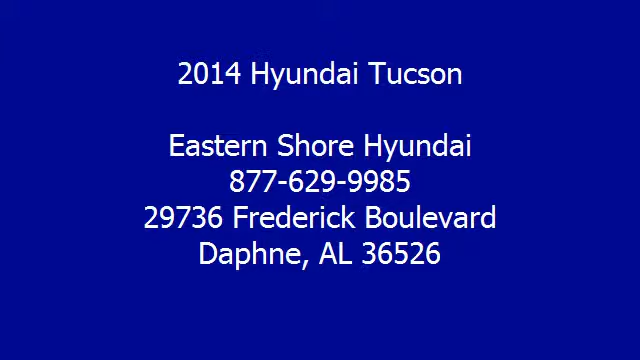 2014 Hyundai Tucson
Eastern Shore Hyundai
877-629-9985
29736 Frederick Boulevard
Daphne, AL 36526